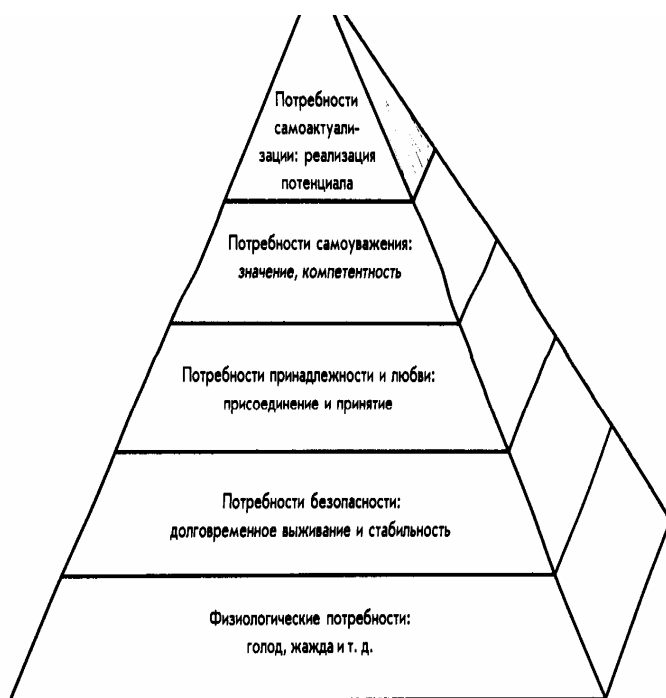 Потребности
самоактуали-
зации: реализация
потенциала
Потребности самоуважения:
значение, компетентность
Потребности принадлежности и любви:
присоединение и принятие
Потребности безопасности:
долговременное выживание и стабильность
Физиологические потребности:
голод, жажда и т. д.